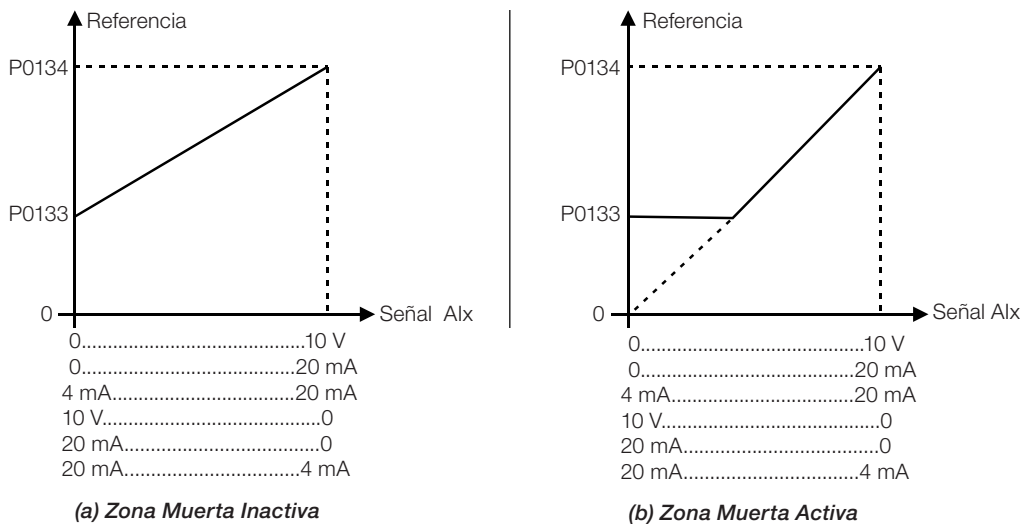 Referencia
P0134
P0133
0
Señal AIx
0.........................................10 V
0.........................................20 mA
4 mA...................................20 mA
10 V.......................................0
20 mA.....................................0
20 mA...............................4 mA
(a) Zona Muerta Inactiva
Referencia
P0134
P0133
0
Señal AIx
0.........................................10 V
0.........................................20 mA
4 mA...................................20 mA
10 V.......................................0
20 mA.....................................0
20 mA...............................4 mA
(b) Zona Muerta Activa